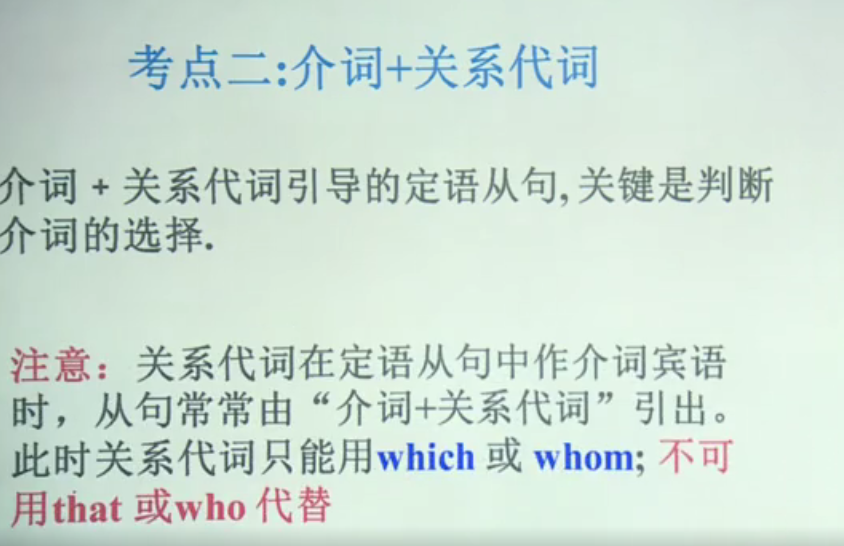 考点二:介词+关系代词
介词 + 关系代词引导的定语从句, 关键是判断
介词的选择.
注意：关系代词在定语从句中作介词宾语
时，从句常常由“介词+关系代词”引出。
此时关系代词只能用which 或 whom; 不可
用that 或who 代替